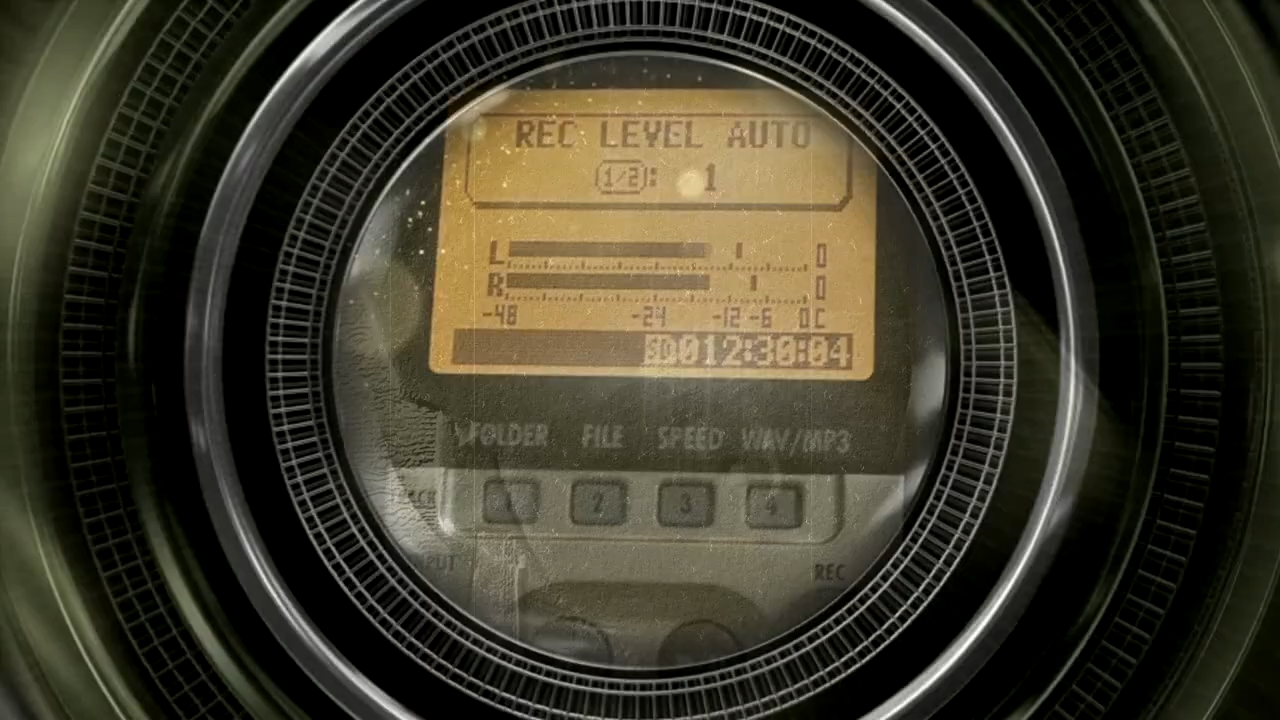 REC LEVEL AUTO
1/2: 1
L 0
R 0
-48 -24 -12 -6 0 C
SD012:30:04
FOLDER FILE SPEED WAV/MP3
1 2 3 4
REC